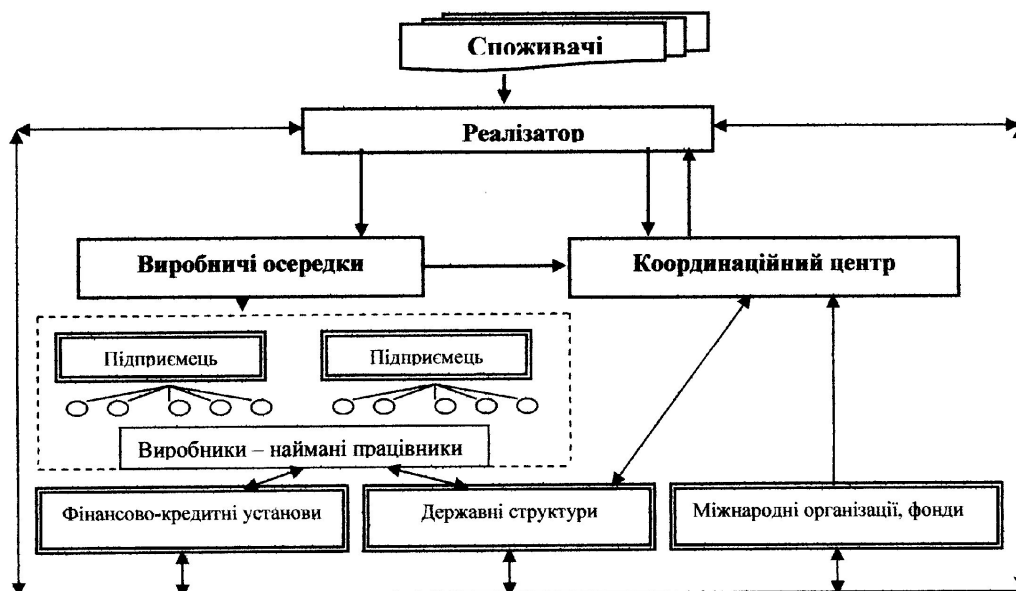 Споживачі
Реалізатор
Виробничі осередки
Координаційний центр
Підприємець
Підприємець
Виробники – наймані працівники
Фінансово-кредитні установи
Державні структури
Міжнародні організації, фонди